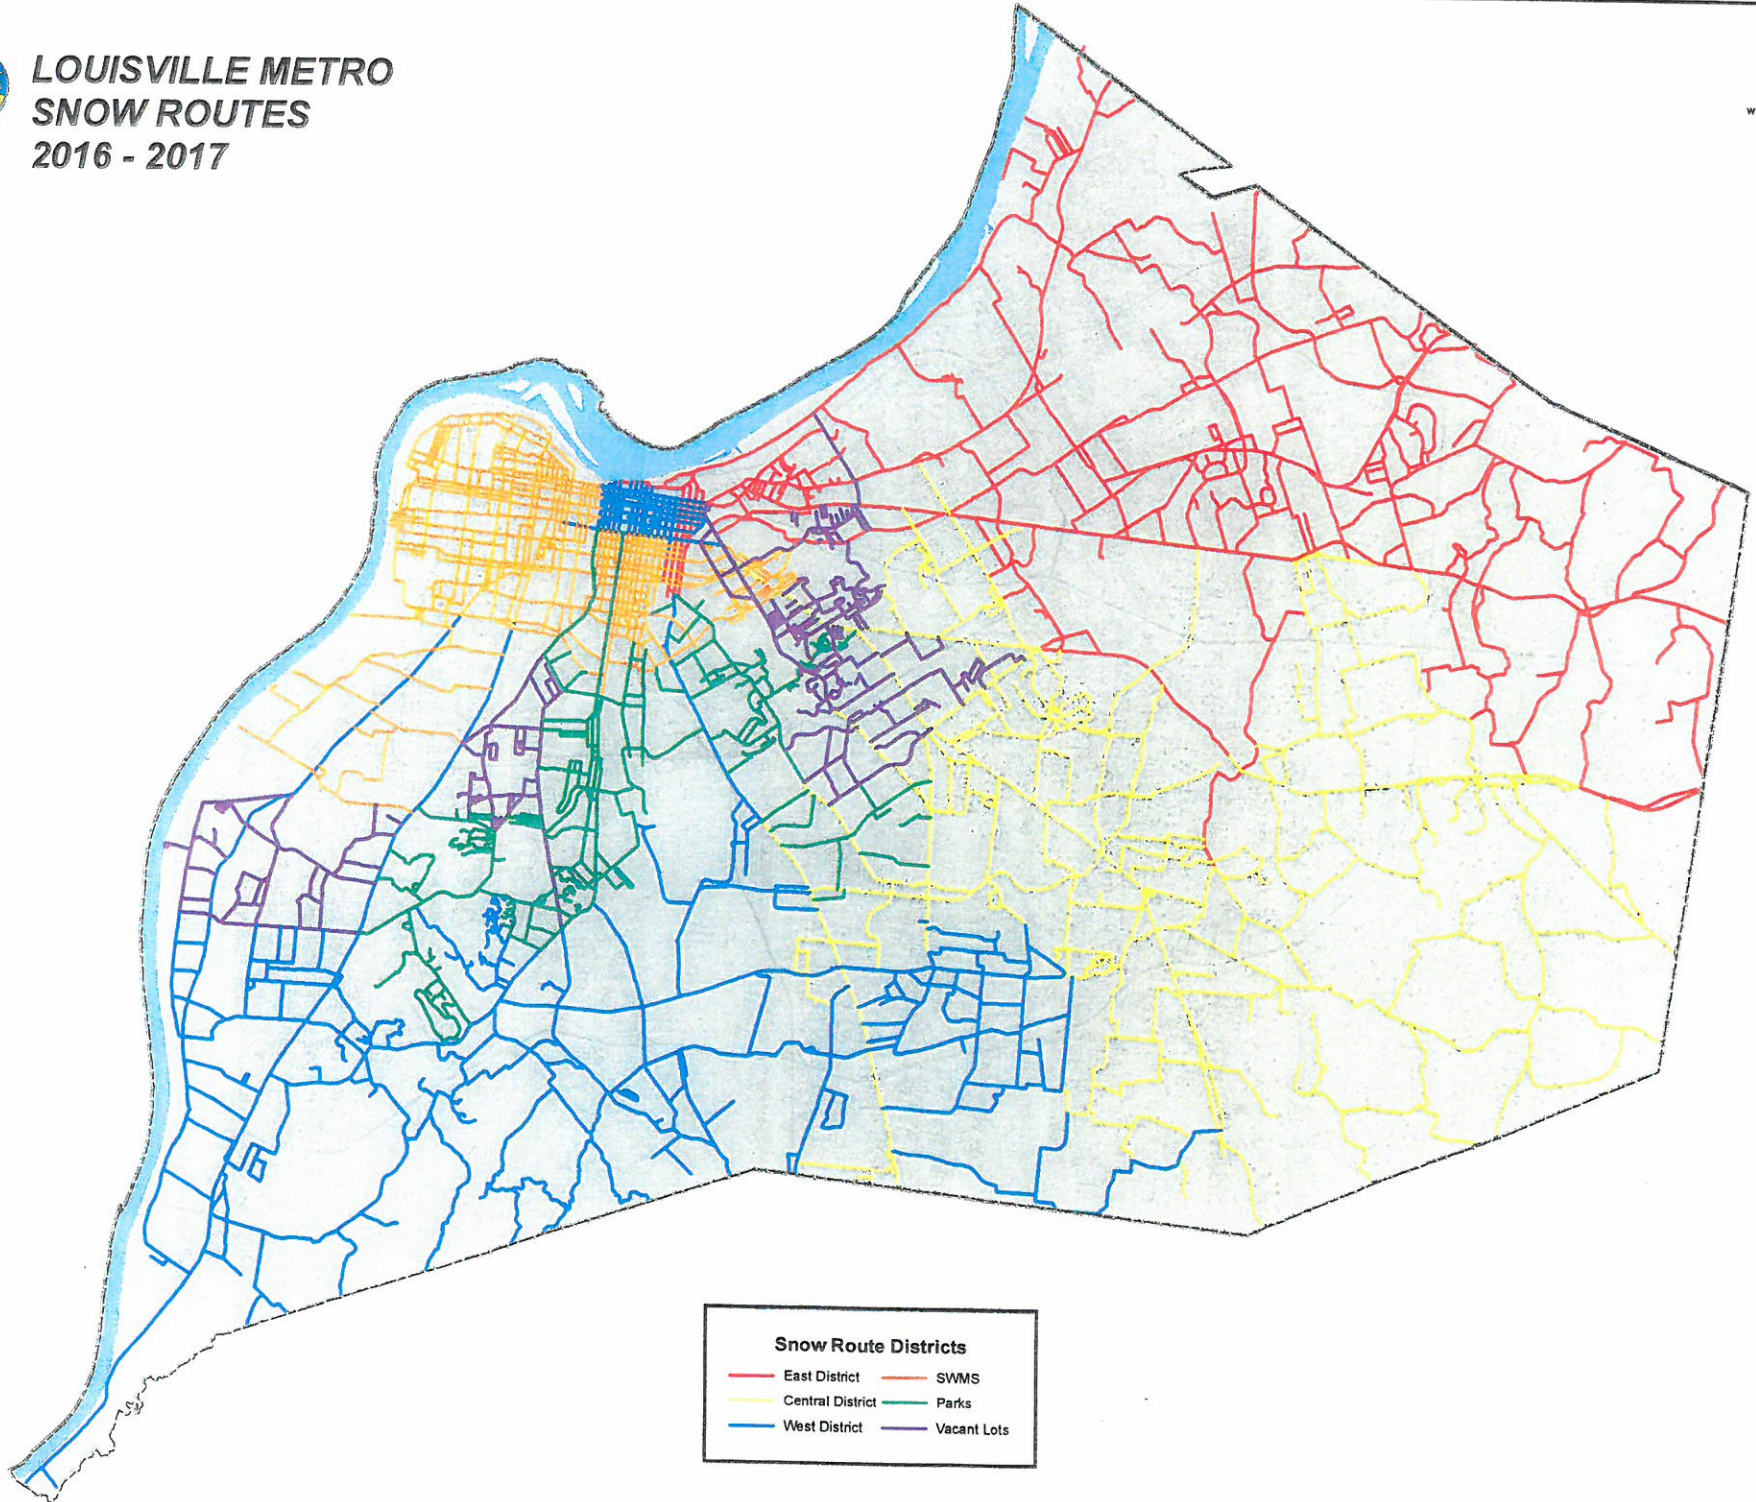 LOUISVILLE METRO
SNOW ROUTES
2016 - 2017
W
Snow Route Districts
East District
SWMS
Central District
Parks
West District
Vacant Lots